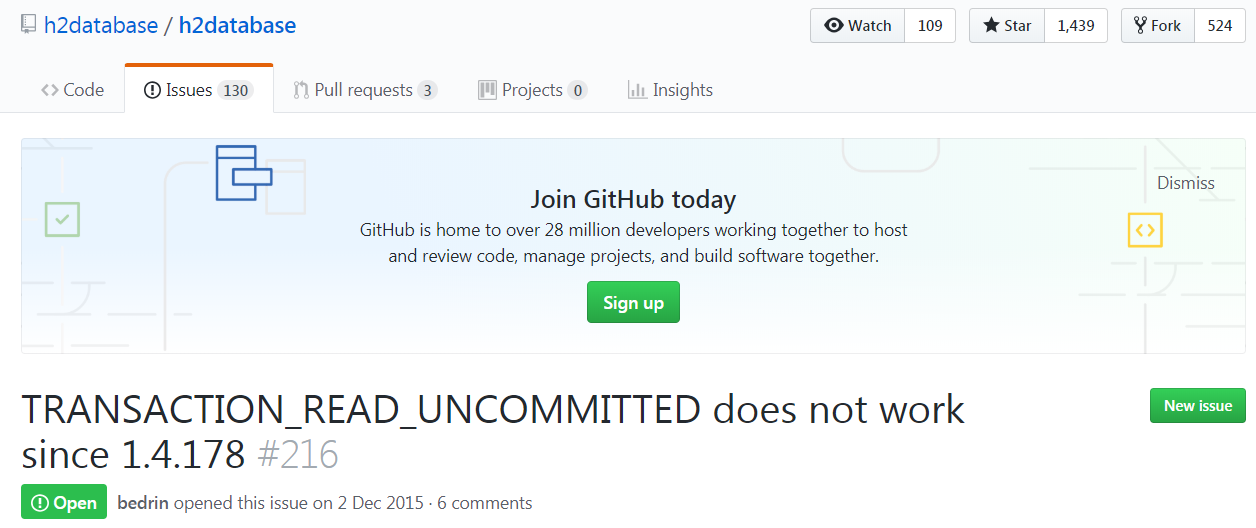 h2database / h2database
Watch 109 Star 1,439 Fork 524
<> Code Issues 130 Pull requests 3 Projects 0 Insights
Dismiss
Join GitHub today
GitHub is home to over 28 million developers working together to host
and review code, manage projects, and build software together.
Sign up
TRANSACTION_READ_UNCOMMITTED does not work
since 1.4.178 #216
New issue
Open bedrin opened this issue on 2 Dec 2015 · 6 comments